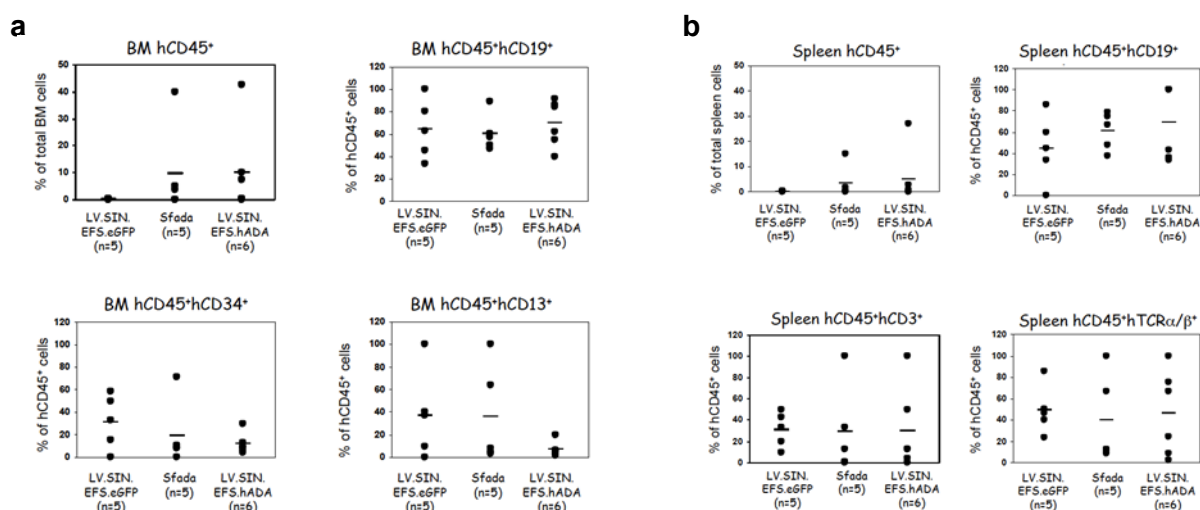 a
BM hCD45⁺
% of total BM cells
50
40
30
20
10
0
LV.SIN.
EFS.eGFP
(n=5)
Sfada
(n=5)
LV.SIN.
EFS.hADA
(n=6)
BM hCD45⁺hCD19⁺
% of hCD45⁺ cells
120
100
80
60
40
20
0
LV.SIN.
EFS.eGFP
(n=5)
Sfada
(n=5)
LV.SIN.
EFS.hADA
(n=6)
BM hCD45⁺hCD34⁺
% of hCD45⁺ cells
120
100
80
60
40
20
0
LV.SIN.
EFS.eGFP
(n=5)
Sfada
(n=5)
LV.SIN.
EFS.hADA
(n=6)
BM hCD45⁺hCD13⁺
% of hCD45⁺ cells
120
100
80
60
40
20
0
LV.SIN.
EFS.eGFP
(n=5)
Sfada
(n=5)
LV.SIN.
EFS.hADA
(n=6)
b
Spleen hCD45⁺
% of total spleen cells
50
40
30
20
10
0
LV.SIN.
EFS.eGFP
(n=5)
Sfada
(n=5)
LV.SIN.
EFS.hADA
(n=6)
Spleen hCD45⁺hCD19⁺
% of hCD45⁺ cells
120
100
80
60
40
20
0
LV.SIN.
EFS.eGFP
(n=5)
Sfada
(n=5)
LV.SIN.
EFS.hADA
(n=6)
Spleen hCD45⁺hCD3⁺
% of hCD45⁺ cells
120
100
80
60
40
20
0
LV.SIN.
EFS.eGFP
(n=5)
Sfada
(n=5)
LV.SIN.
EFS.hADA
(n=6)
Spleen hCD45⁺hTCRα/β⁺
% of hCD45⁺ cells
120
100
80
60
40
20
0
LV.SIN.
EFS.eGFP
(n=5)
Sfada
(n=5)
LV.SIN.
EFS.hADA
(n=6)